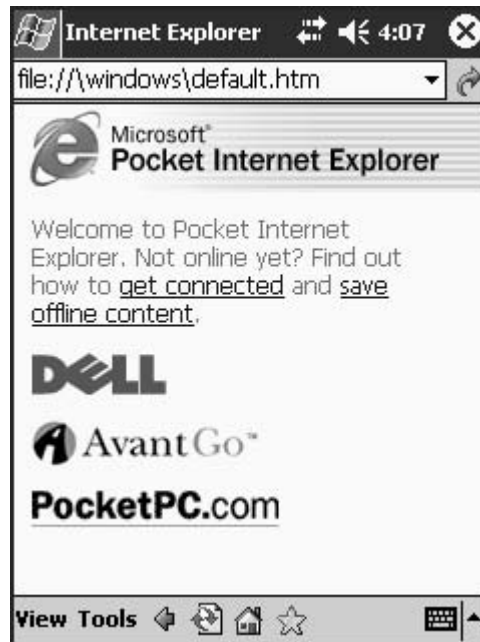 Internet Explorer 4:07
file://\windows\default.htm
Microsoft®
Pocket Internet Explorer
Welcome to Pocket Internet
Explorer. Not online yet? Find out
how to get connected and save
offline content.
DELL
AvantGo™
PocketPC.com
View Tools